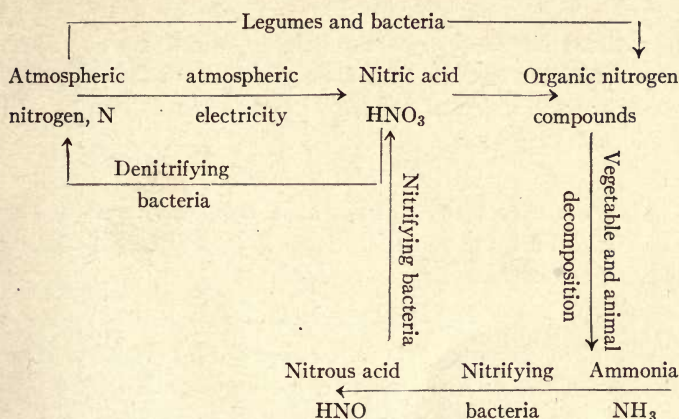 Legumes and bacteria
Atmospheric atmospheric Nitric acid Organic nitrogen
nitrogen, N electricity HNO₃ compounds
Denitrifying
bacteria
Nitrifying bacteria
Vegetable and animal
decomposition
Nitrous acid Nitrifying Ammonia
HNO bacteria NH₃